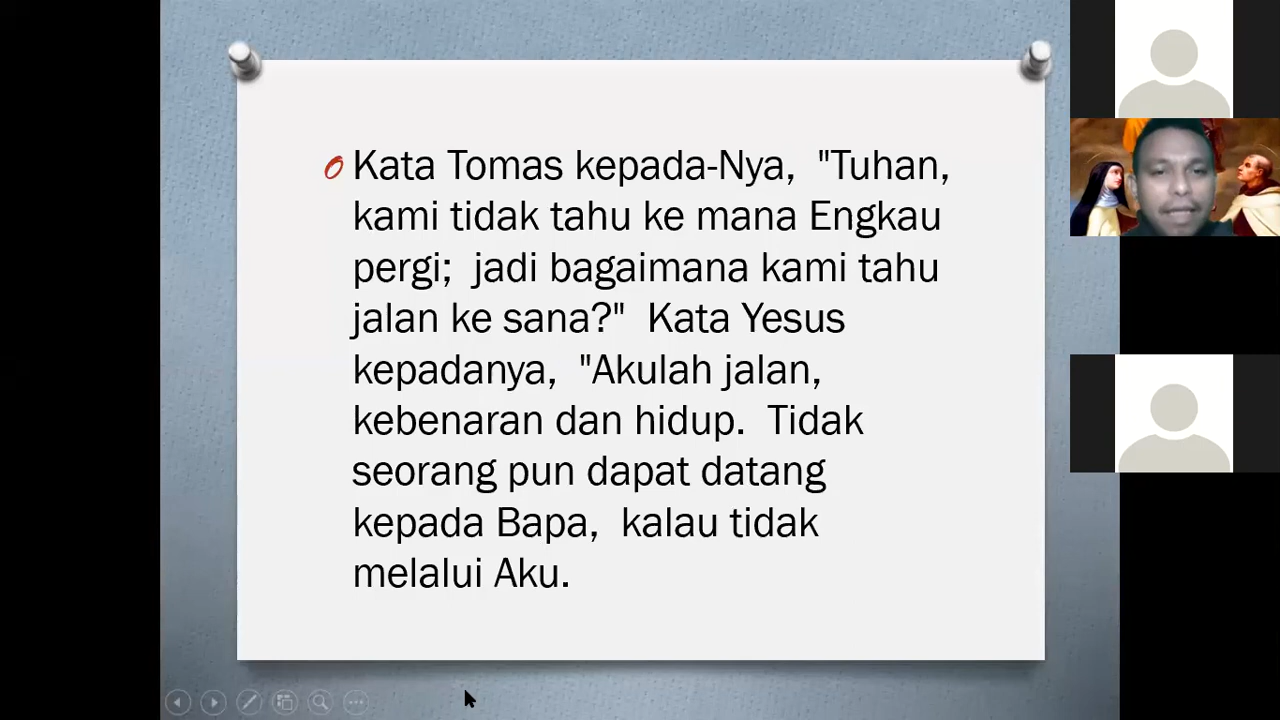 Kata Tomas kepada-Nya, "Tuhan,
kami tidak tahu ke mana Engkau
pergi; jadi bagaimana kami tahu
jalan ke sana?" Kata Yesus
kepadanya, "Akulah jalan,
kebenaran dan hidup. Tidak
seorang pun dapat datang
kepada Bapa, kalau tidak
melalui Aku.